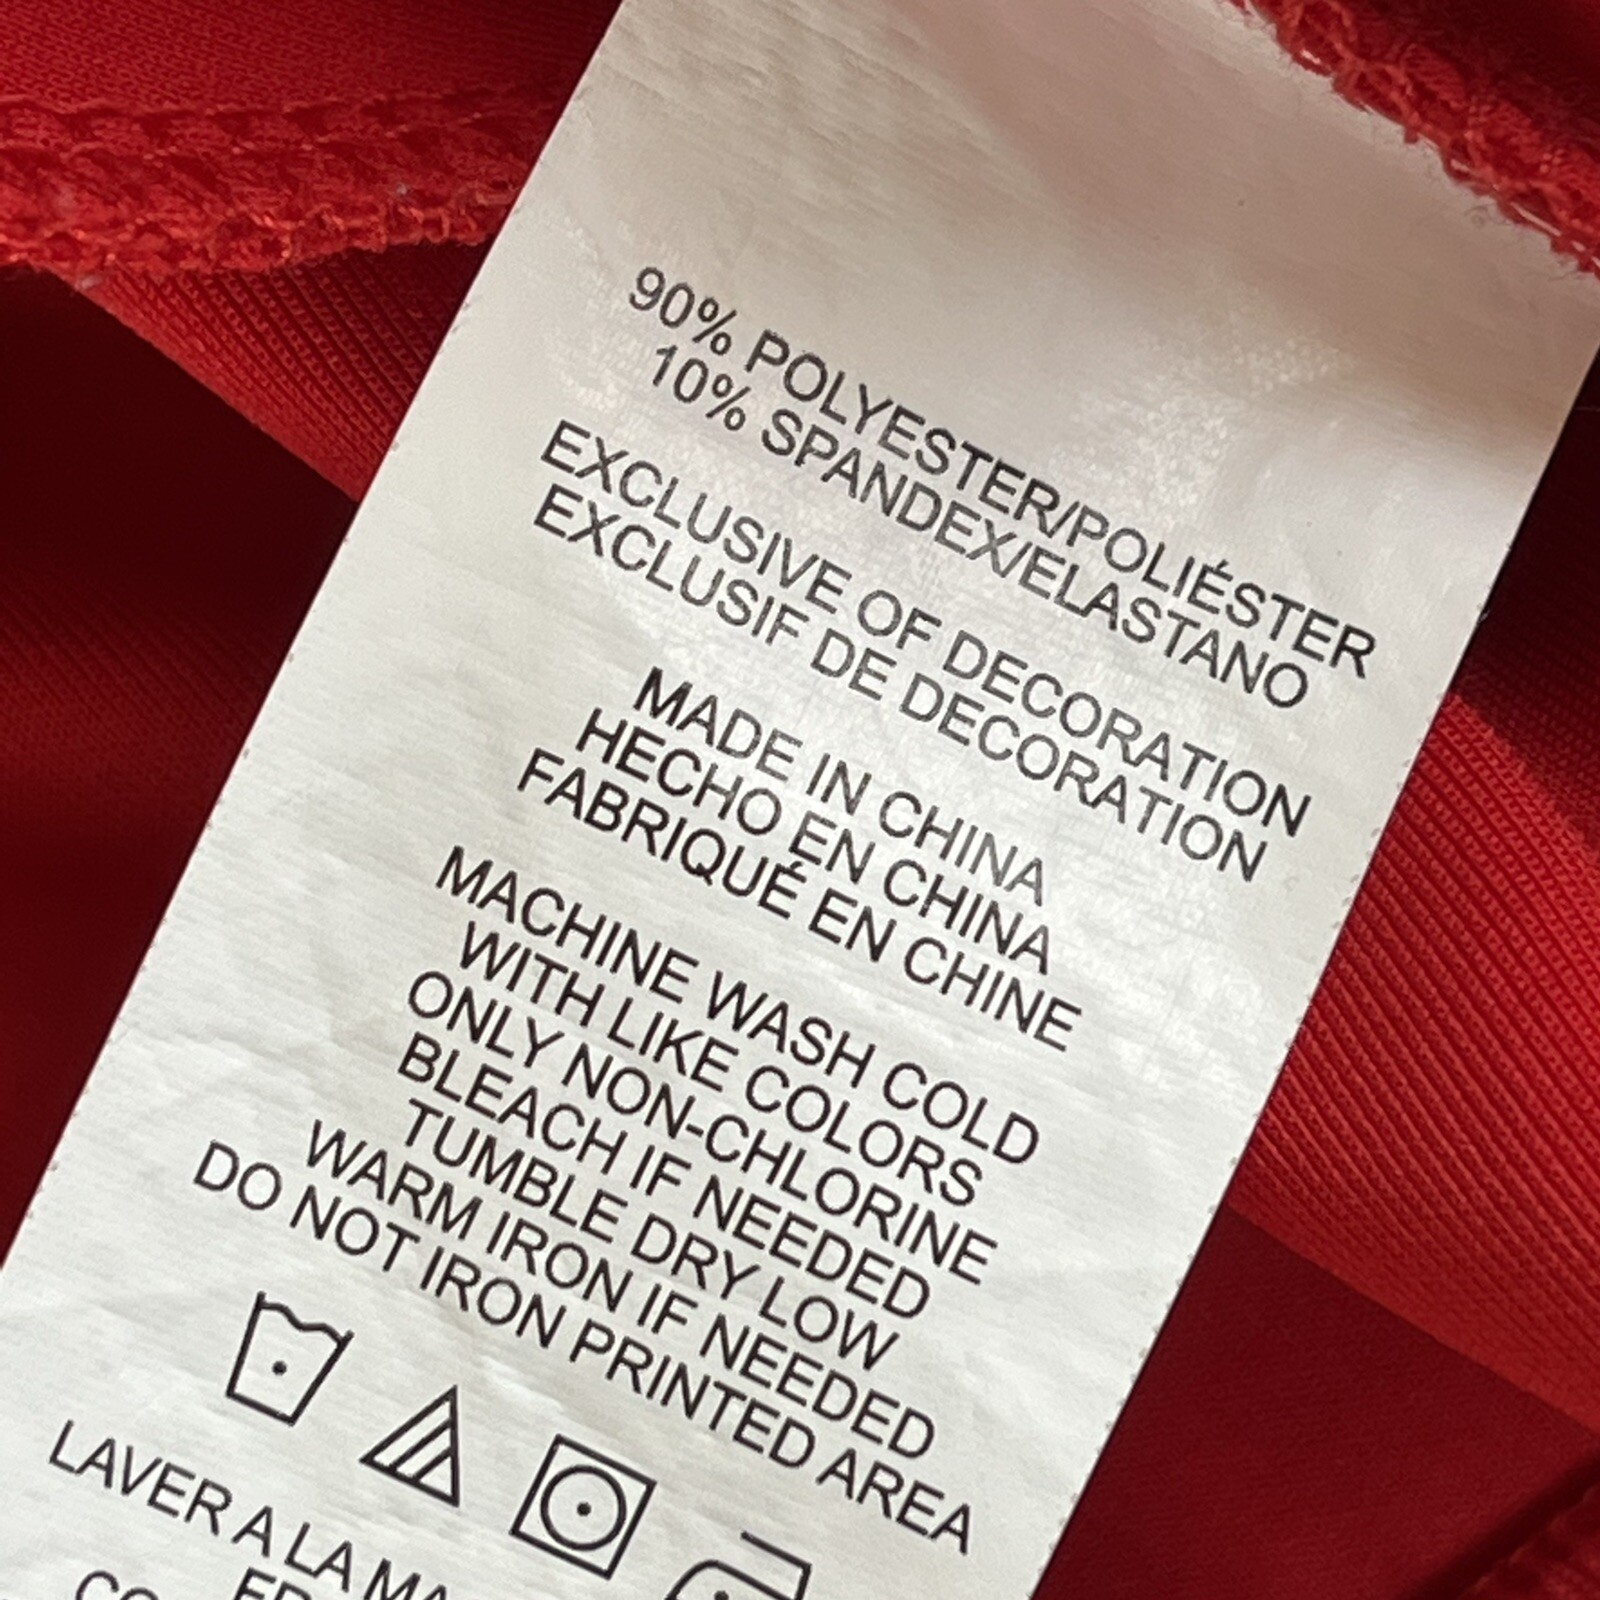 90% POLYESTER/POLIÉSTER
10% SPANDEX/ELASTANO
EXCLUSIVE OF DECORATION
EXCLUSIF DE DECORATION
MADE IN CHINA
HECHO EN CHINA
FABRIQUÉ EN CHINE
MACHINE WASH COLD
WITH LIKE COLORS
ONLY NON-CHLORINE
BLEACH IF NEEDED
TUMBLE DRY LOW
WARM IRON IF NEEDED
DO NOT IRON PRINTED AREA
LAVER A LA